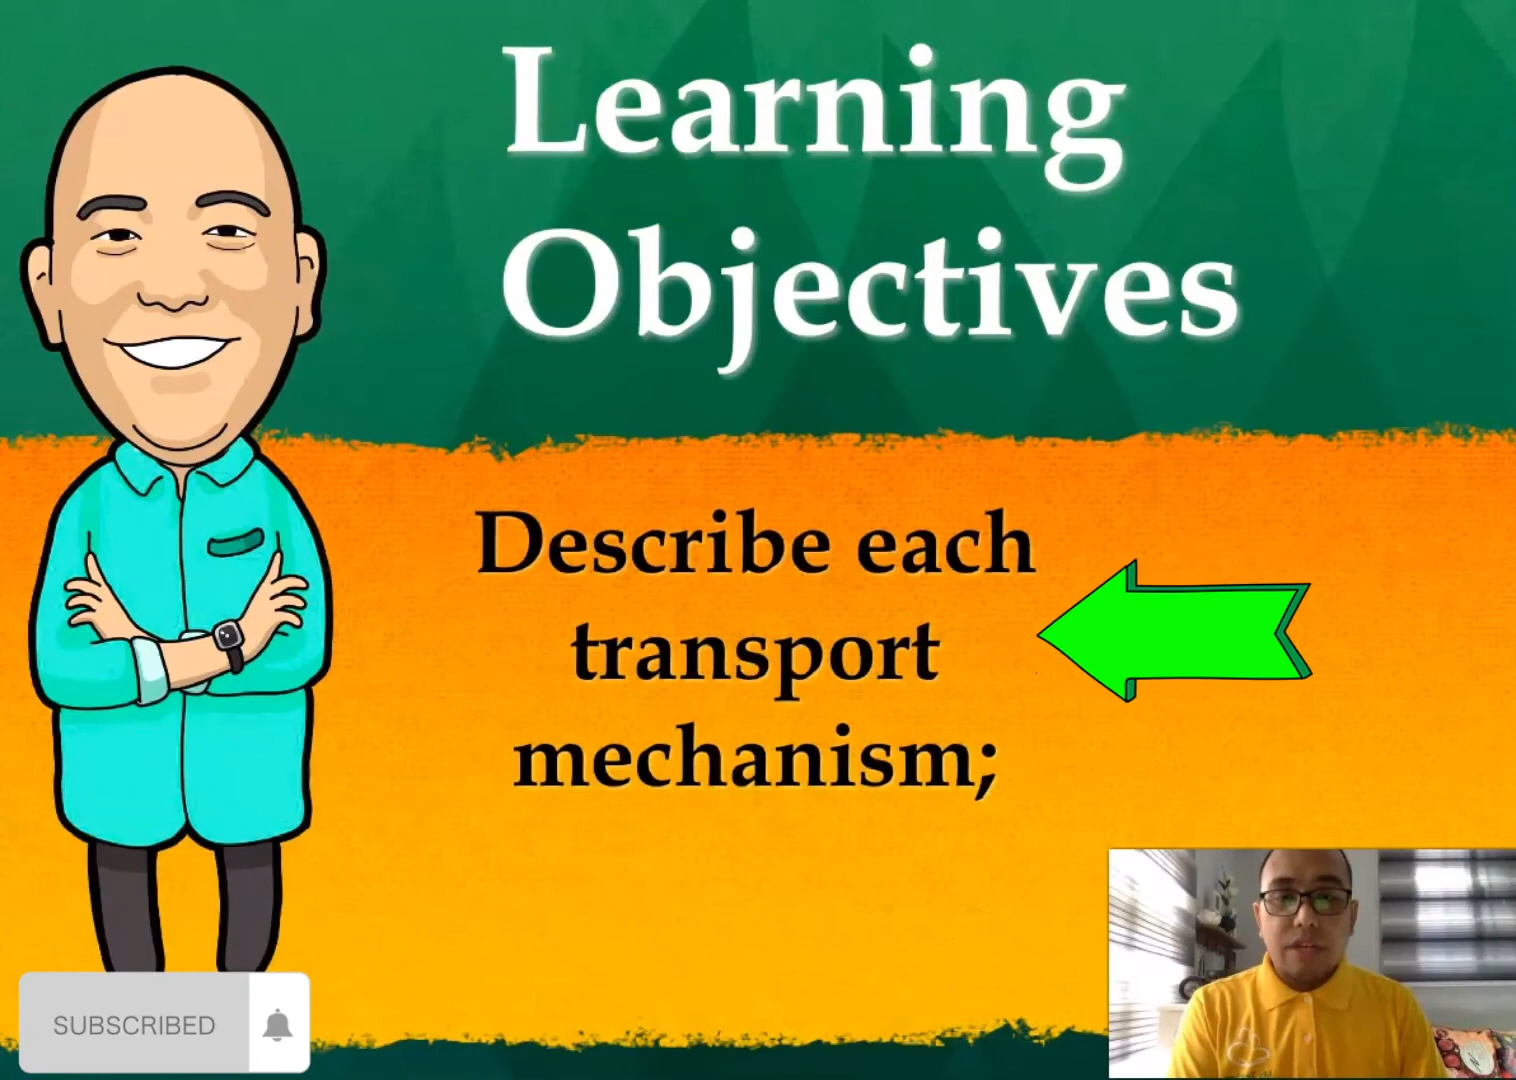 Learning
Objectives
Describe each
transport
mechanism;
SUBSCRIBED